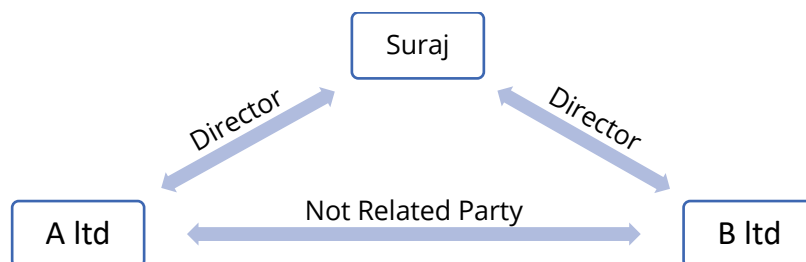 Suraj
Director
Director
Not Related Party
A ltd
B ltd